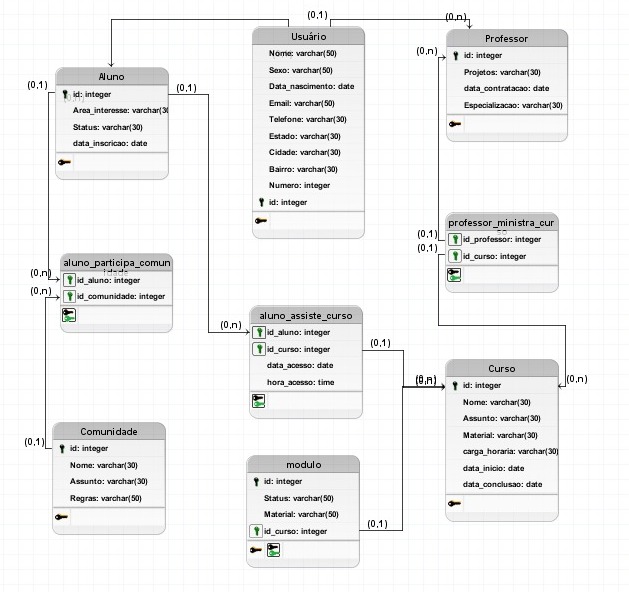 (0,1)
(0,n)
Usuário
Nome: varchar(50)
Sexo: varchar(50)
Data_nascimento: date
Email: varchar(50)
Telefone: varchar(30)
Estado: varchar(30)
Cidade: varchar(30)
Bairro: varchar(30)
Numero: integer
id: integer
Professor
(0,n)
id: integer
Projetos: varchar(30)
data_contratacao: date
Especializacao: varchar(30)
Aluno
(0,1)
(0,1)
id: integer
(0,n)
Area_interesse: varchar(30
Status: varchar(30)
data_inscricao: date
professor_ministra_cur
so
(0,1)
id_professor: integer
(0,1)
id_curso: integer
aluno_participa_comun
idade
(0,n)
id_aluno: integer
(0,n)
id_comunidade: integer
aluno_assiste_curso
(0,n)
id_aluno: integer
id_curso: integer
(0,1)
data_acesso: date
hora_acesso: time
Curso
(0,n)
(0,n)
id: integer
Nome: varchar(30)
Assunto: varchar(30)
Material: varchar(30)
carga_horaria: varchar(30)
data_inicio: date
data_conclusao: date
Comunidade
(0,1)
id: integer
Nome: varchar(30)
Assunto: varchar(30)
Regras: varchar(50)
modulo
id: integer
Status: varchar(50)
Material: varchar(50)
id_curso: integer
(0,1)